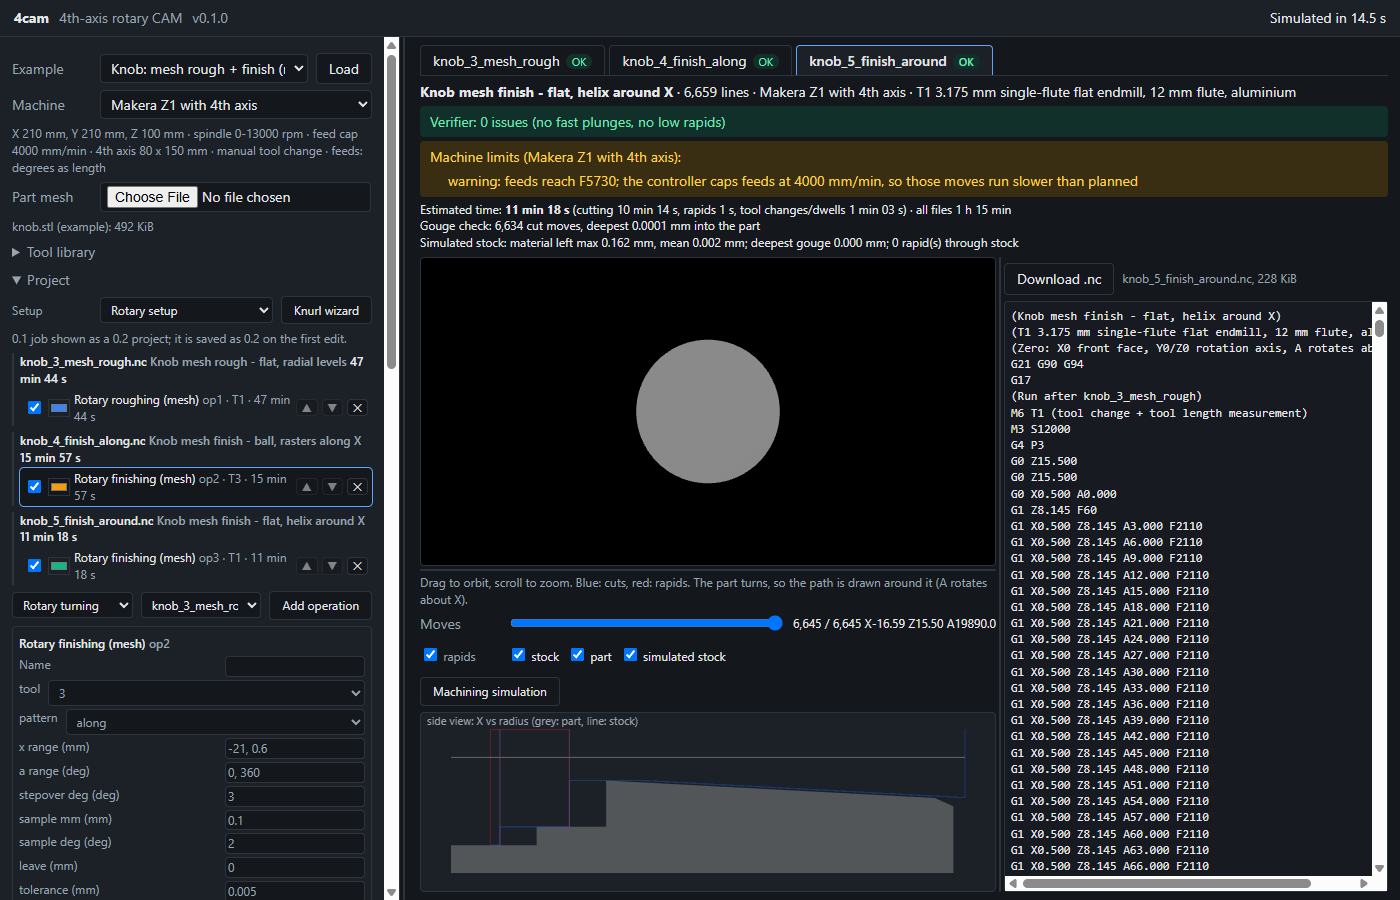 4cam 4th-axis rotary CAM v0.1.0
Simulated in 14.5 s
Example
Knob: mesh rough + finish (
Load
Machine
Makera Z1 with 4th axis
X 210 mm, Y 210 mm, Z 100 mm · spindle 0-13000 rpm · feed cap
4000 mm/min · 4th axis 80 x 150 mm · manual tool change · feeds:
degrees as length
Part mesh
Choose File No file chosen
knob.stl (example): 492 KiB
Tool library
Project
Setup
Rotary setup
Knurl wizard
0.1 job shown as a 0.2 project; it is saved as 0.2 on the first edit.
knob_3_mesh_rough.nc Knob mesh rough - flat, radial levels 47
min 44 s
Rotary roughing (mesh) op1 · T1 · 47 min
44 s
knob_4_finish_along.nc Knob mesh finish - ball, rasters along X
15 min 57 s
Rotary finishing (mesh) op2 · T3 · 15 min
57 s
knob_5_finish_around.nc Knob mesh finish - flat, helix around X
11 min 18 s
Rotary finishing (mesh) op3 · T1 · 11 min
18 s
Rotary turning
knob_3_mesh_rc
Add operation
Rotary finishing (mesh) op2
Name
tool
3
pattern
along
x range (mm)
-21, 0.6
a range (deg)
0, 360
stepover deg (deg)
3
sample mm (mm)
0.1
sample deg (deg)
2
leave (mm)
0
tolerance (mm)
0.005
knob_3_mesh_rough OK
knob_4_finish_along OK
knob_5_finish_around OK
Knob mesh finish - flat, helix around X · 6,659 lines · Makera Z1 with 4th axis · T1 3.175 mm single-flute flat endmill, 12 mm flute, aluminium
Verifier: 0 issues (no fast plunges, no low rapids)
Machine limits (Makera Z1 with 4th axis):
warning: feeds reach F5730; the controller caps feeds at 4000 mm/min, so those moves run slower than planned
Estimated time: 11 min 18 s (cutting 10 min 14 s, rapids 1 s, tool changes/dwells 1 min 03 s) · all files 1 h 15 min
Gouge check: 6,634 cut moves, deepest 0.0001 mm into the part
Simulated stock: material left max 0.162 mm, mean 0.002 mm; deepest gouge 0.000 mm; 0 rapid(s) through stock
Drag to orbit, scroll to zoom. Blue: cuts, red: rapids. The part turns, so the path is drawn around it (A rotates
about X).
Moves
6,645 / 6,645 X-16.59 Z15.50 A19890.0
rapids
stock
part
simulated stock
Machining simulation
side view: X vs radius (grey: part, line: stock)
Download .nc
knob_5_finish_around.nc, 228 KiB
(Knob mesh finish - flat, helix around X)
(T1 3.175 mm single-flute flat endmill, 12 mm flute, al
(Zero: X0 front face, Y0/Z0 rotation axis, A rotates ab
G21 G90 G94
G17
(Run after knob_3_mesh_rough)
M6 T1 (tool change + tool length measurement)
M3 S12000
G4 P3
G0 Z15.500
G0 Z15.500
G0 X0.500 A0.000
G1 Z8.145 F60
G1 X0.500 Z8.145 A3.000 F2110
G1 X0.500 Z8.145 A6.000 F2110
G1 X0.500 Z8.145 A9.000 F2110
G1 X0.500 Z8.145 A12.000 F2110
G1 X0.500 Z8.145 A15.000 F2110
G1 X0.500 Z8.145 A18.000 F2110
G1 X0.500 Z8.145 A21.000 F2110
G1 X0.500 Z8.145 A24.000 F2110
G1 X0.500 Z8.145 A27.000 F2110
G1 X0.500 Z8.145 A30.000 F2110
G1 X0.500 Z8.145 A33.000 F2110
G1 X0.500 Z8.145 A36.000 F2110
G1 X0.500 Z8.145 A39.000 F2110
G1 X0.500 Z8.145 A42.000 F2110
G1 X0.500 Z8.145 A45.000 F2110
G1 X0.500 Z8.145 A48.000 F2110
G1 X0.500 Z8.145 A51.000 F2110
G1 X0.500 Z8.145 A54.000 F2110
G1 X0.500 Z8.145 A57.000 F2110
G1 X0.500 Z8.145 A60.000 F2110
G1 X0.500 Z8.145 A63.000 F2110
G1 X0.500 Z8.145 A66.000 F2110